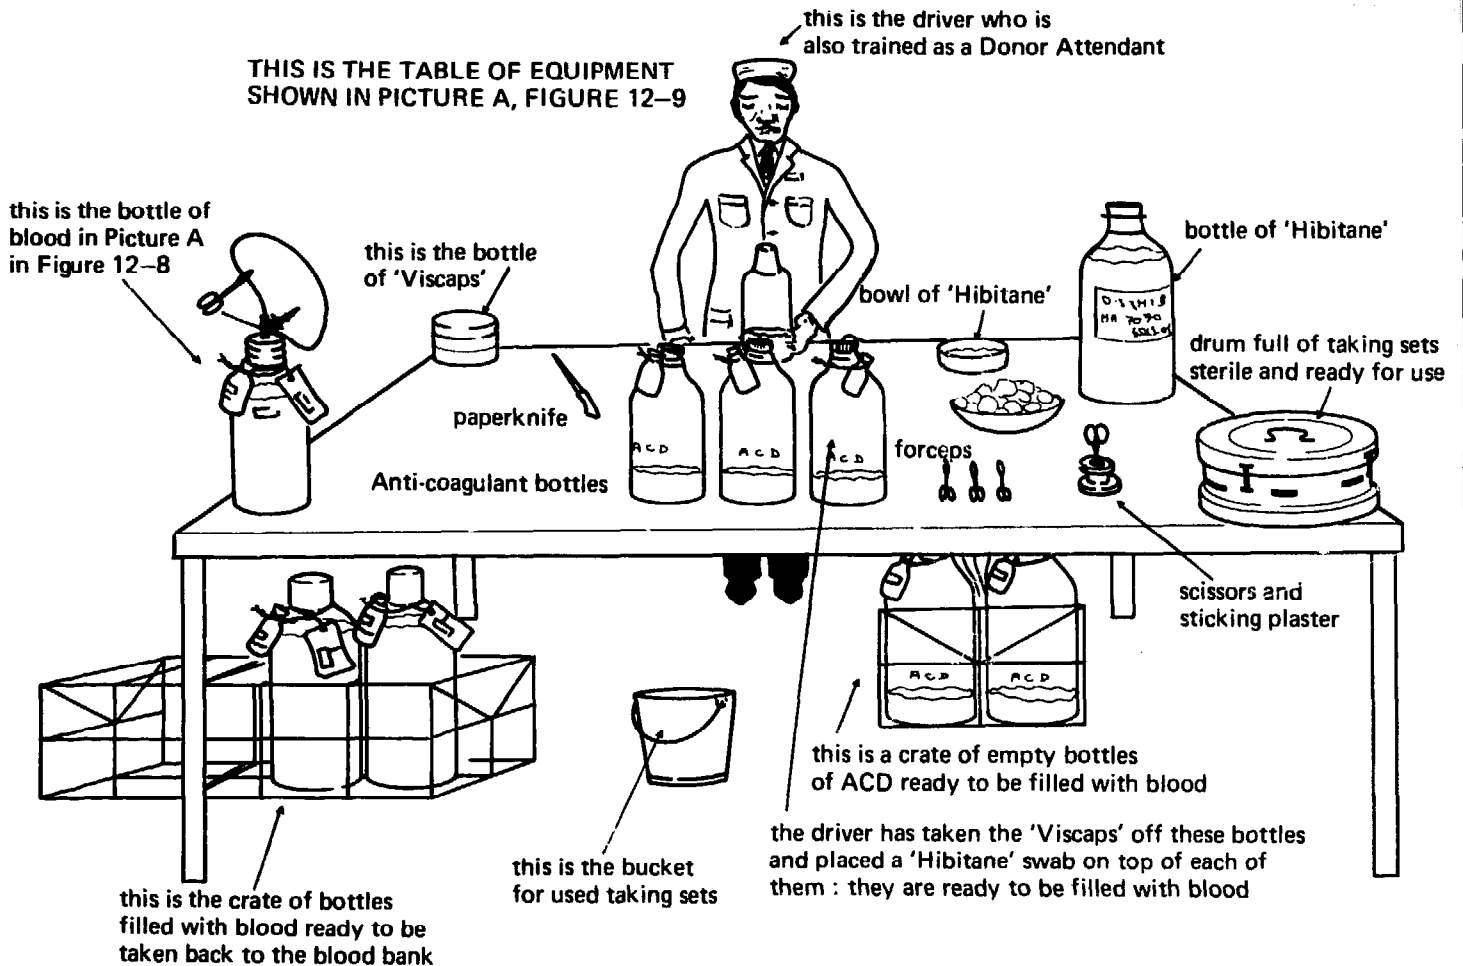 this is the driver who is
also trained as a Donor Attendant
THIS IS THE TABLE OF EQUIPMENT
SHOWN IN PICTURE A, FIGURE 12–9
this is the bottle of
blood in Picture A
in Figure 12–8
this is the bottle
of 'Viscaps'
bottle of 'Hibitane'
bowl of 'Hibitane'
drum full of taking sets
sterile and ready for use
paperknife
Anti-coagulant bottles
ACD
ACD
ACD
forceps
scissors and
sticking plaster
ACD
ACD
this is a crate of empty bottles
of ACD ready to be filled with blood
the driver has taken the 'Viscaps' off these bottles
and placed a 'Hibitane' swab on top of each of
them : they are ready to be filled with blood
this is the bucket
for used taking sets
this is the crate of bottles
filled with blood ready to be
taken back to the blood bank